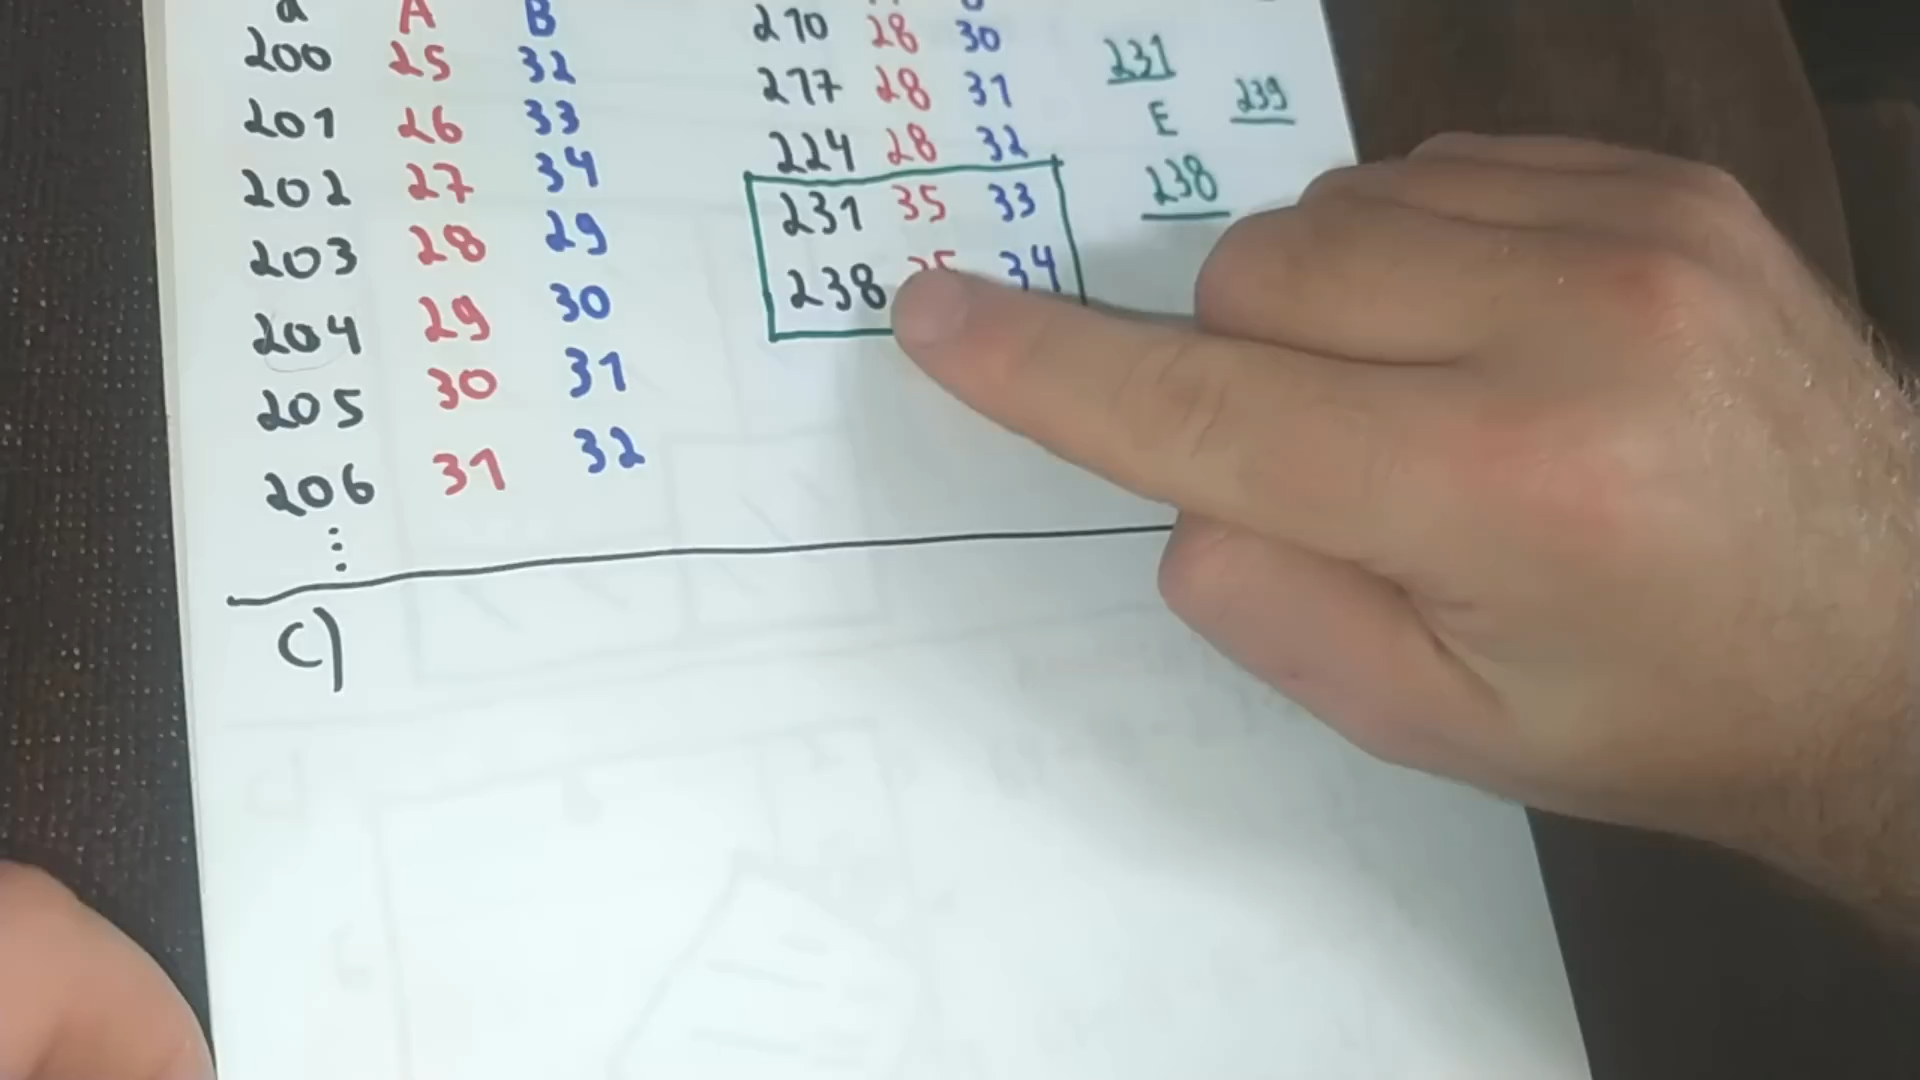 a A B
200 25 32
201 26 33
202 27 34
203 28 29
204 29 30
205 30 31
206 31 32
⋮
210 28 30
217 28 31
224 28 32
231 35 33
238 35 34
231
E
238
239
C)